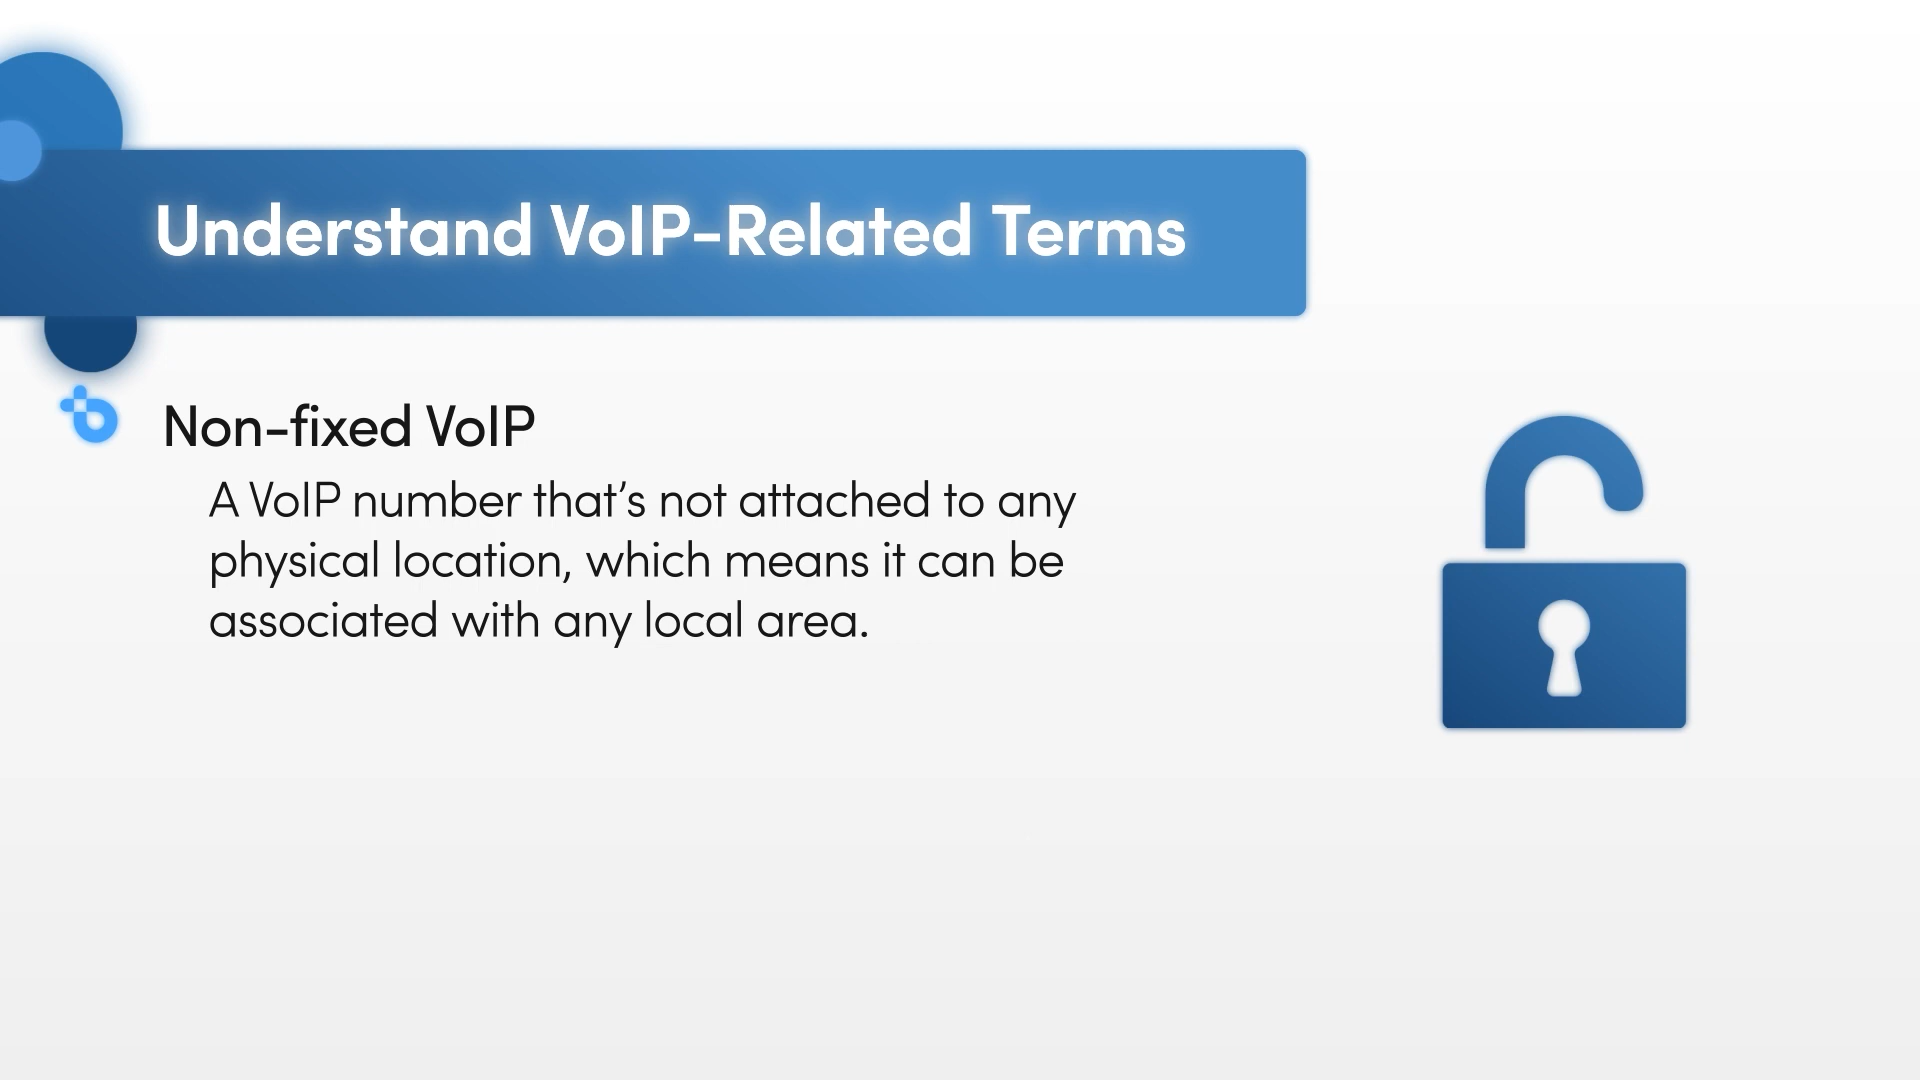 Understand VoIP-Related Terms
Non-fixed VoIP
A VoIP number that’s not attached to any
physical location, which means it can be
associated with any local area.